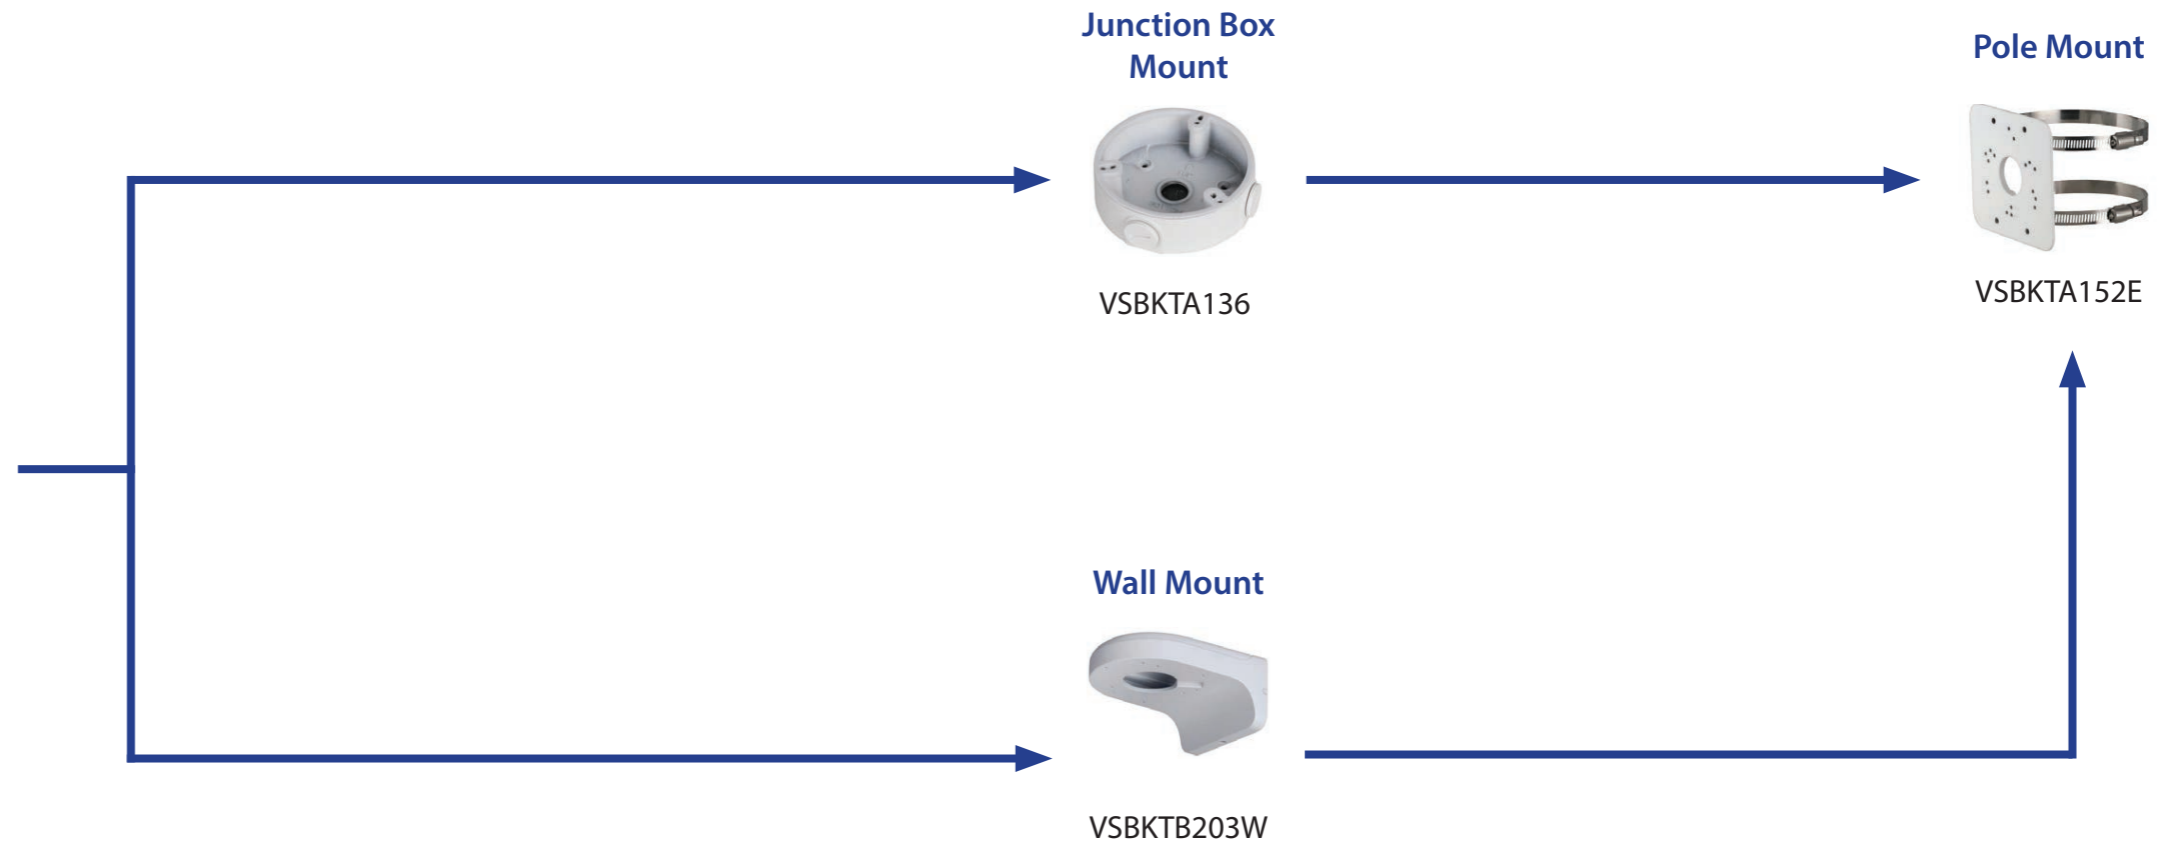 Junction Box
Mount
VSBKTA136
Pole Mount
VSBKTA152E
Wall Mount
VSBKTB203W